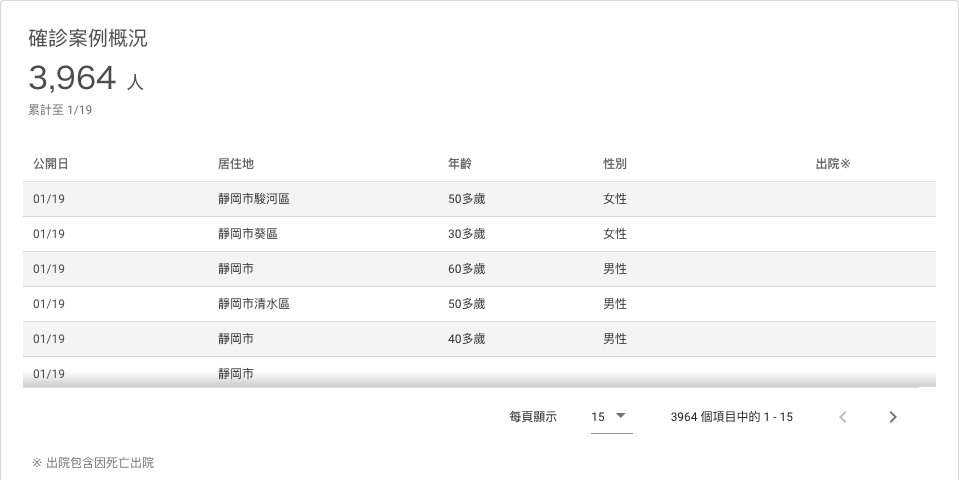 確診案例概況
3,964 人
累計至 1/19
公開日 居住地 年齡 性別 出院※
01/19 靜岡市駿河區 50多歲 女性
01/19 靜岡市葵區 30多歲 女性
01/19 靜岡市 60多歲 男性
01/19 靜岡市清水區 50多歲 男性
01/19 靜岡市 40多歲 男性
01/19 靜岡市
每頁顯示 15 3964 個項目中的 1 - 15
※ 出院包含因死亡出院